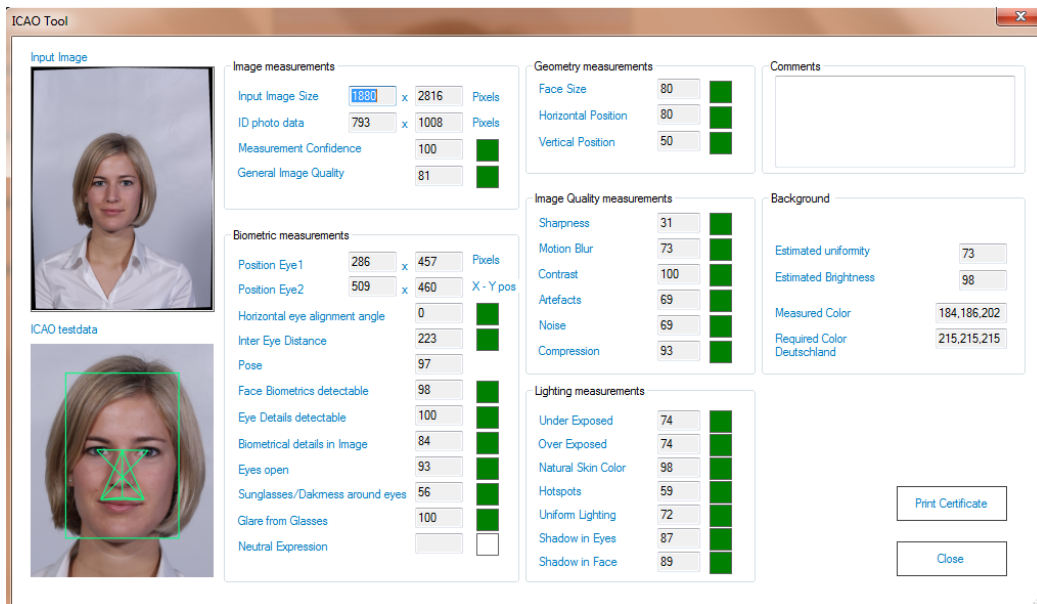 ICAO Tool
Input Image
Image measurements
Input Image Size 1880 x 2816 Pixels
ID photo data 793 x 1008 Pixels
Measurement Confidence 100
General Image Quality 81
Biometric measurements
Position Eye1 286 x 457 Pixels
Position Eye2 509 x 460 X - Y pos
Horizontal eye alignment angle 0
Inter Eye Distance 223
Pose 97
Face Biometrics detectable 98
Eye Details detectable 100
Biometrical details in Image 84
Eyes open 93
Sunglasses/Dakrness around eyes 56
Glare from Glasses 100
Neutral Expression
ICAO testdata
Geometry measurements
Face Size 80
Horizontal Position 80
Vertical Position 50
Image Quality measurements
Sharpness 31
Motion Blur 73
Contrast 100
Artefacts 69
Noise 69
Compression 93
Lighting measurements
Under Exposed 74
Over Exposed 74
Natural Skin Color 98
Hotspots 59
Uniform Lighting 72
Shadow in Eyes 87
Shadow in Face 89
Comments
Background
Estimated uniformity 73
Estimated Brightness 98
Measured Color 184,186,202
Required Color 215,215,215
Deutschland
Print Certificate
Close